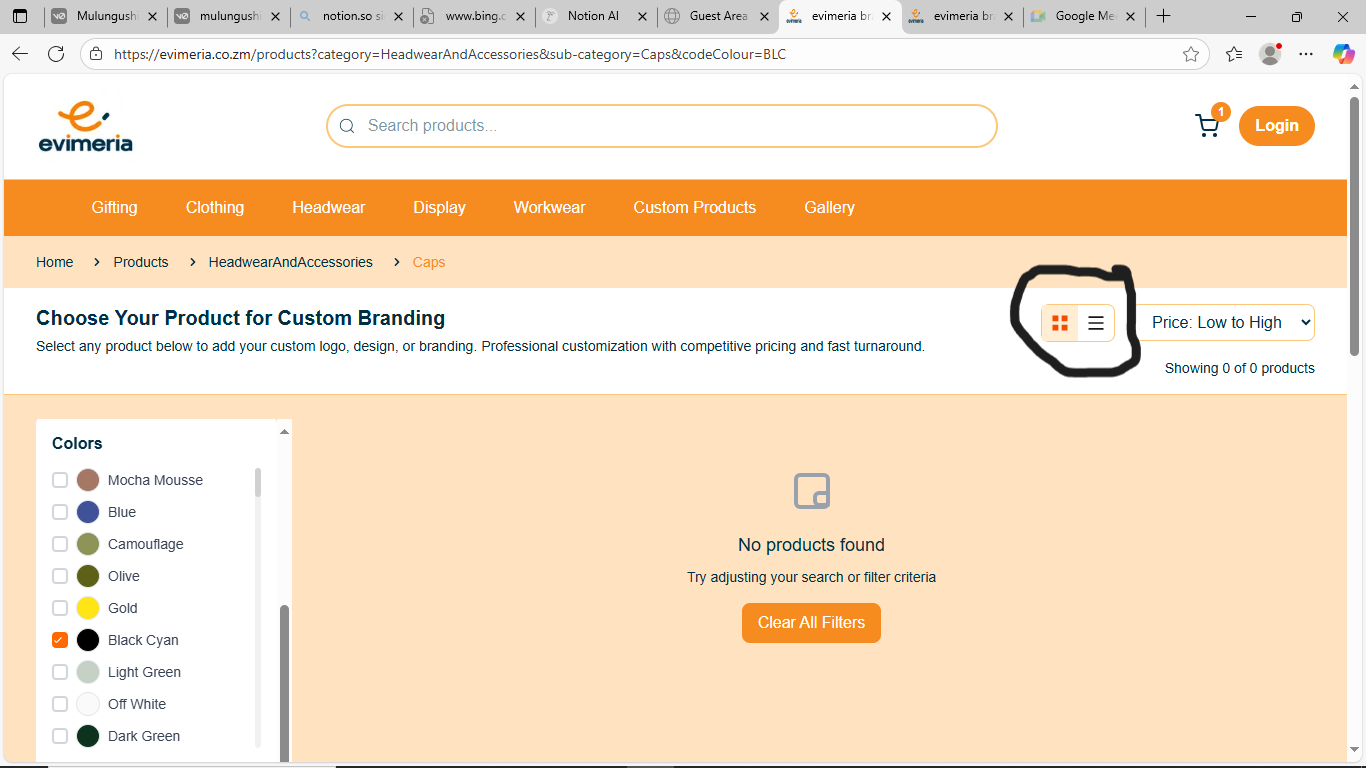 Mulungushi
mulungushi
notion.so si
www.bing.c
Notion AI
Guest Area
evimeria bra
evimeria bra
Google Mee
https://evimeria.co.zm/products?category=HeadwearAndAccessories&sub-category=Caps&codeColour=BLC
evimeria
Search products...
1
Login
Gifting Clothing Headwear Display Workwear Custom Products Gallery
Home > Products > HeadwearAndAccessories > Caps
Choose Your Product for Custom Branding
Select any product below to add your custom logo, design, or branding. Professional customization with competitive pricing and fast turnaround.
Price: Low to High
Showing 0 of 0 products
Colors
Mocha Mousse
Blue
Camouflage
Olive
Gold
Black Cyan
Light Green
Off White
Dark Green
No products found
Try adjusting your search or filter criteria
Clear All Filters